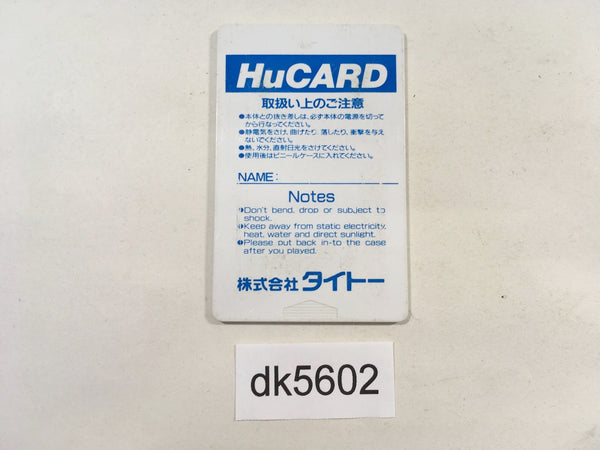 HuCARD
取扱い上のご注意
●本体との抜き差しは、必ず本体の電源を切って
から行なってください。
●静電気をさけ、曲げたり、落したり、衝撃を与え
ないでください。
●熱、水分、直射日光をさけてください。
●使用後はビニールケースに入れてください。
NAME:
Notes
●Don't bend, drop or subject to
shock.
●Keep away from static electricity,
heat, water and direct sunlight.
●Please put back in-to the case
after you played.
株式会社 タイトー
dk5602